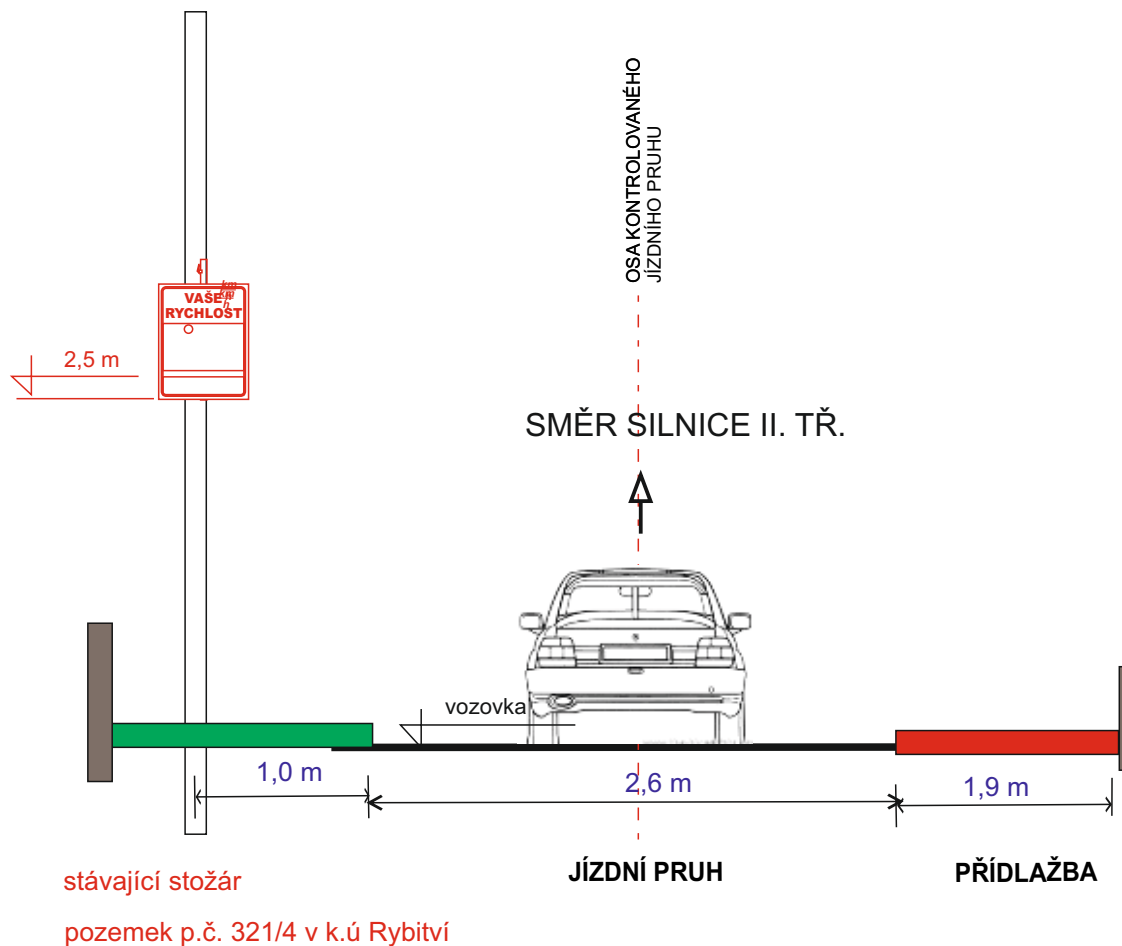 OSA KONTROLOVANÉHO
JÍZDNÍHO PRUHU
VAŠE
RYCHLOST
km
h
2,5 m
SMĚR SILNICE II. TŘ.
vozovka
1,0 m
2,6 m
1,9 m
JÍZDNÍ PRUH
PŘÍDLAŽBA
stávající stožár
pozemek p.č. 321/4 v k.ú Rybitví